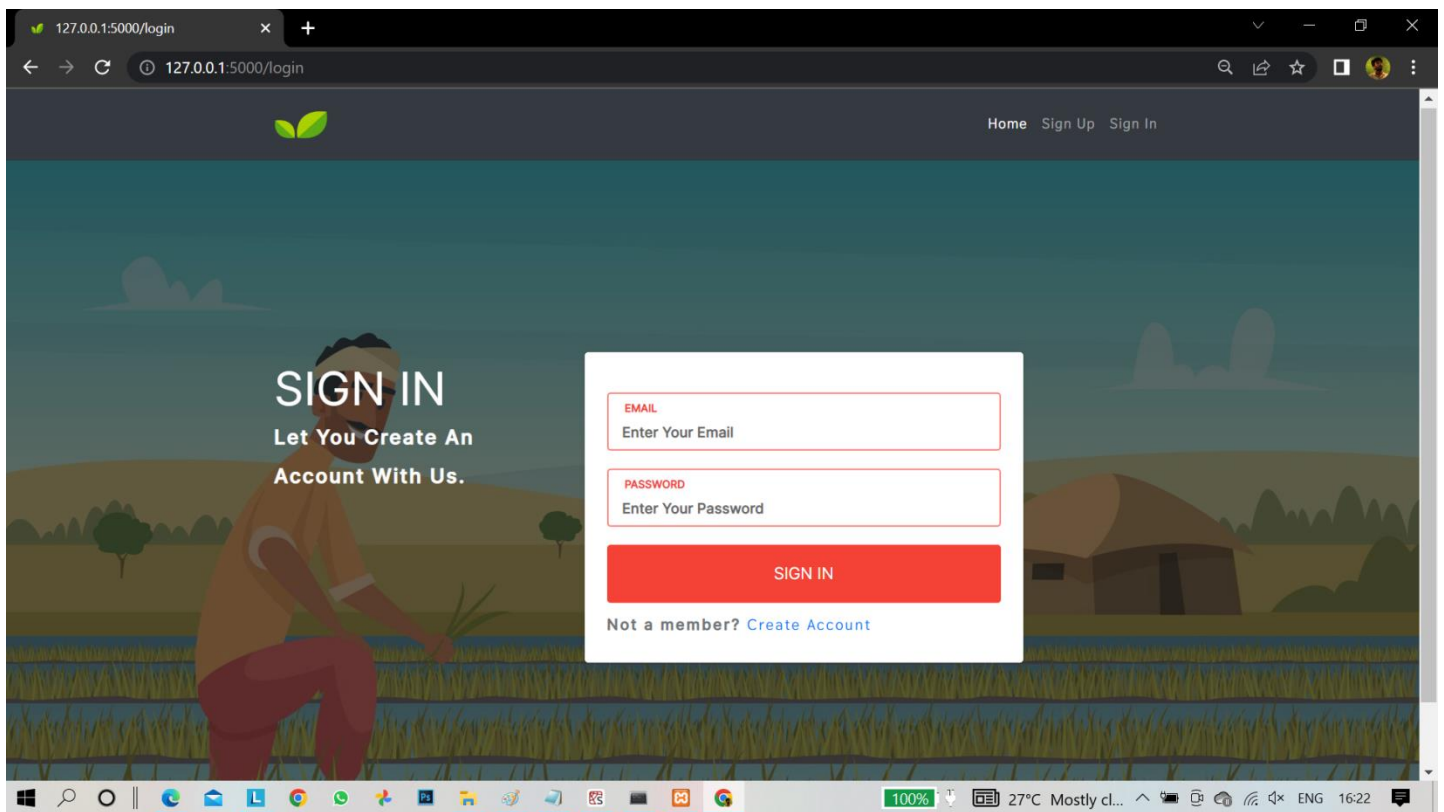 127.0.0.1:5000/login
127.0.0.1:5000/login
Home Sign Up Sign In
SIGN IN
Let You Create An
Account With Us.
EMAIL
Enter Your Email
PASSWORD
Enter Your Password
SIGN IN
Not a member? Create Account
L Ps 100% 27°C Mostly cl... ENG 16:22